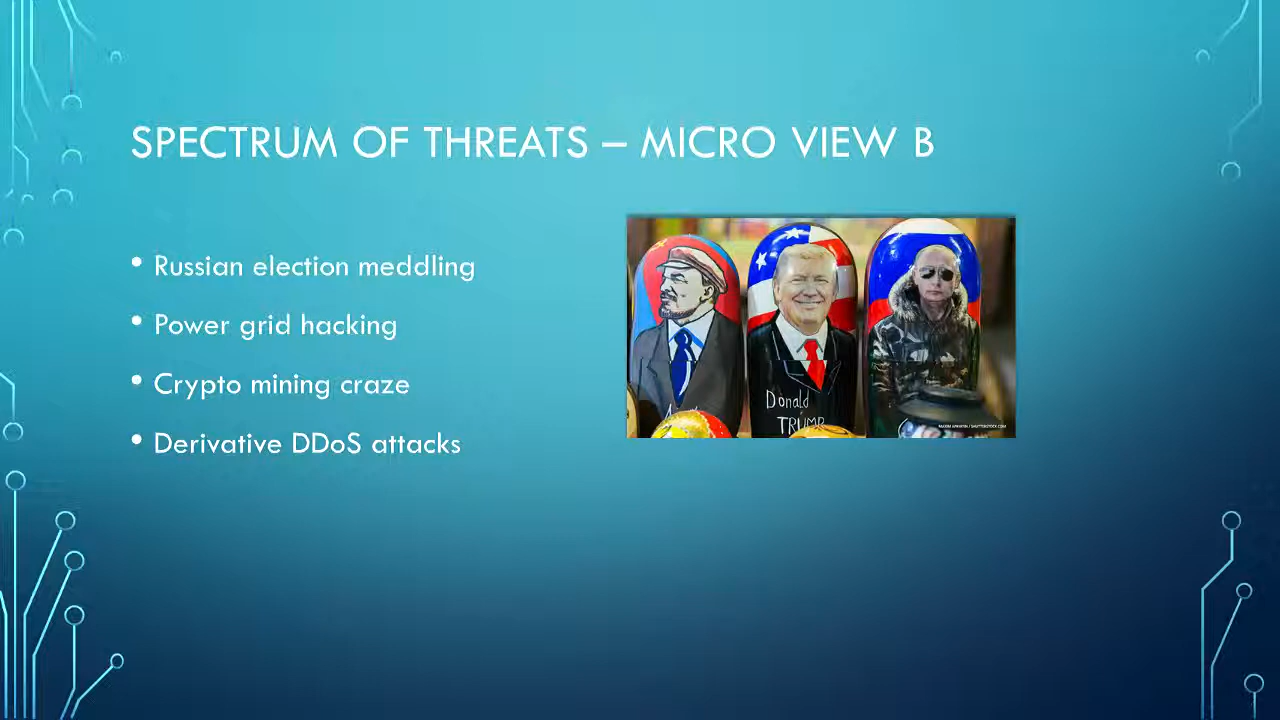 SPECTRUM OF THREATS – MICRO VIEW B
• Russian election meddling
• Power grid hacking
• Crypto mining craze
• Derivative DDoS attacks
Donald
TRUMP